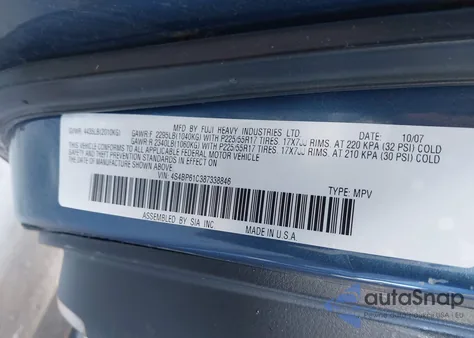 MFD. BY FUJI HEAVY INDUSTRIES LTD. DATE: 10/07
GVWR: 4435LB(2010KG) GAWR:F 2295LB(1040KG) WITH P225/55R17 TIRES, 17X7JJ RIMS, AT 220 KPA (32 PSI) COLD
GAWR:R 2340LB(1060KG) WITH P225/55R17 TIRES, 17X7JJ RIMS, AT 210 KPA (30 PSI) COLD
THIS VEHICLE CONFORMS TO ALL
APPLICABLE FEDERAL MOTOR VEHICLE
SAFETY, BUMPER, AND THEFT PREVENTION
STANDARDS IN EFFECT ON THE DATE OF
MANUFACTURE SHOWN ABOVE.
VIN: 4S4BP61C387338846 TYPE: MPV
ASSEMBLED BY SIA INC
MADE IN U.S.A.
autoSnap